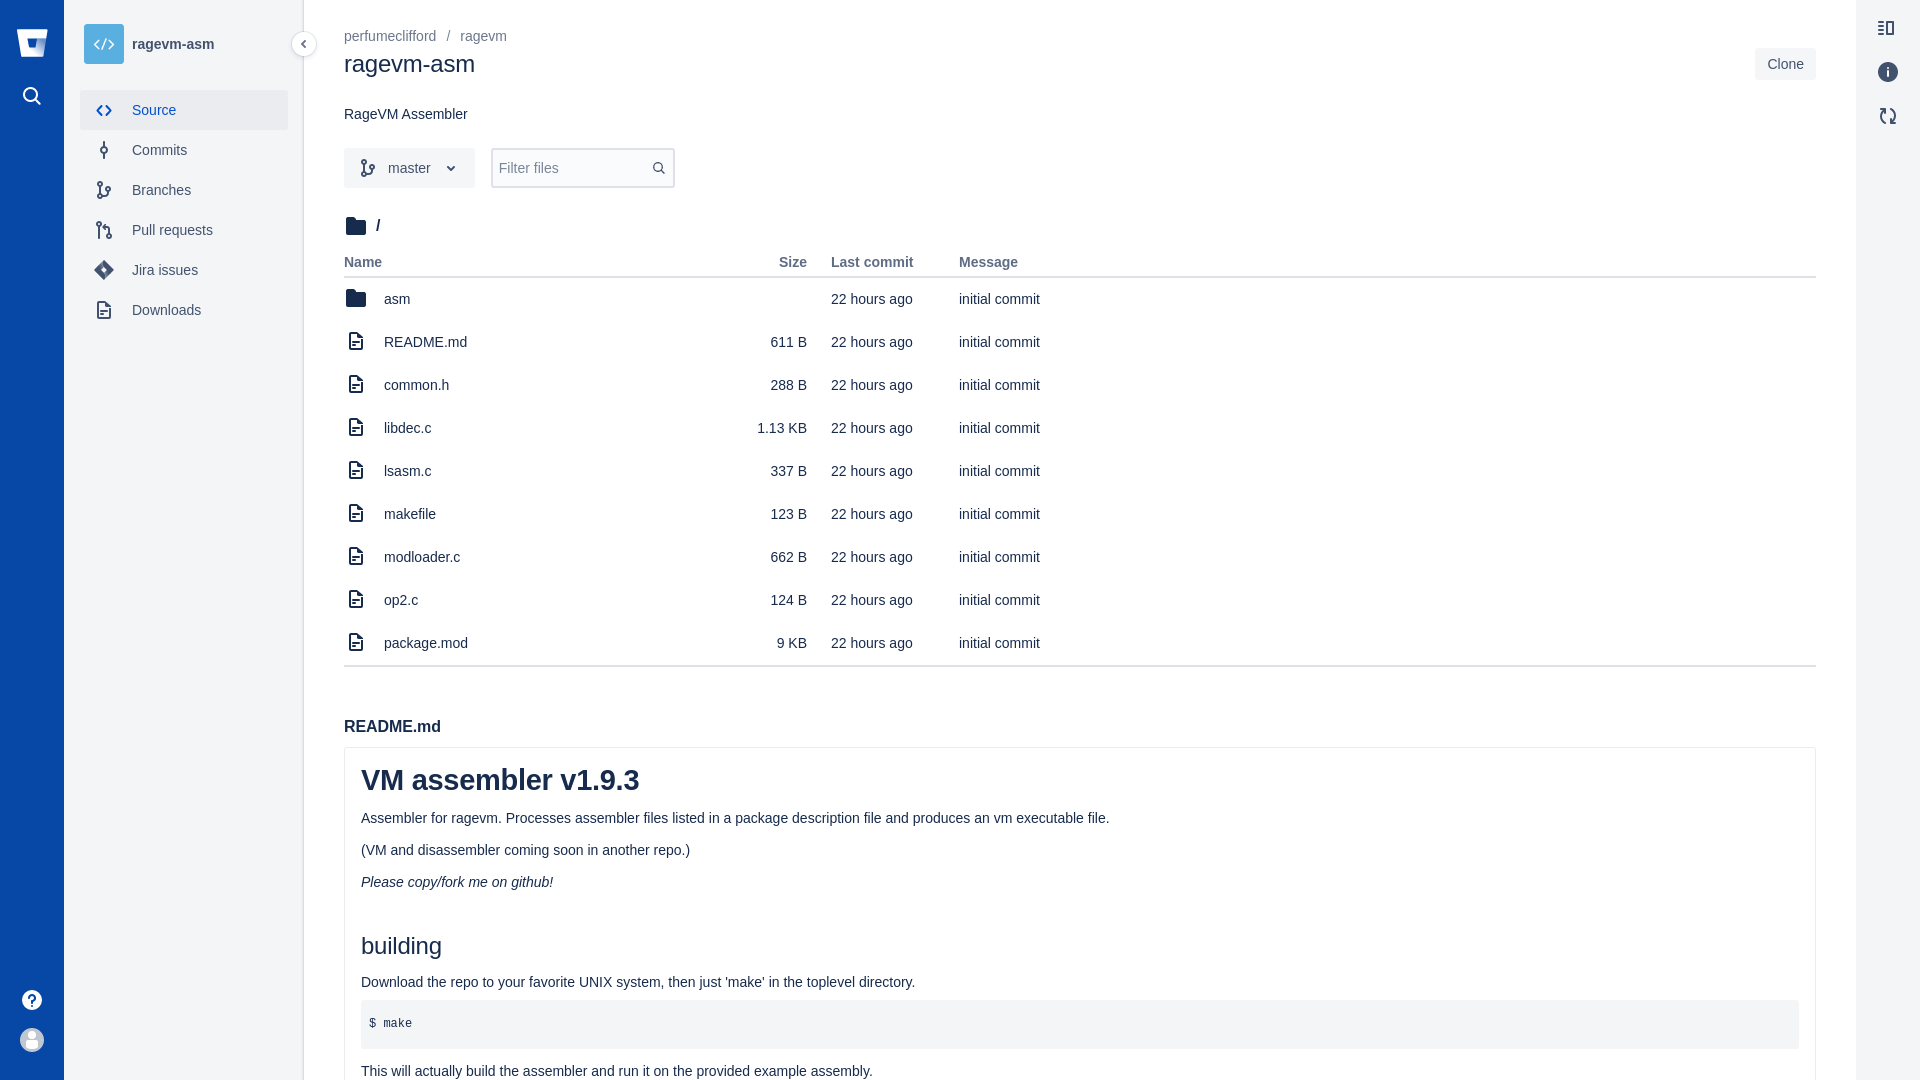 ragevm-asm
Source
Commits
Branches
Pull requests
Jira issues
Downloads
perfumeclifford / ragevm
ragevm-asm
Clone
RageVM Assembler
master
Filter files
/
Name Size Last commit Message
asm 22 hours ago initial commit
README.md 611 B 22 hours ago initial commit
common.h 288 B 22 hours ago initial commit
libdec.c 1.13 KB 22 hours ago initial commit
lsasm.c 337 B 22 hours ago initial commit
makefile 123 B 22 hours ago initial commit
modloader.c 662 B 22 hours ago initial commit
op2.c 124 B 22 hours ago initial commit
package.mod 9 KB 22 hours ago initial commit
README.md
VM assembler v1.9.3
Assembler for ragevm. Processes assembler files listed in a package description file and produces an vm executable file.
(VM and disassembler coming soon in another repo.)
Please copy/fork me on github!
building
Download the repo to your favorite UNIX system, then just 'make' in the toplevel directory.
$ make
This will actually build the assembler and run it on the provided example assembly.